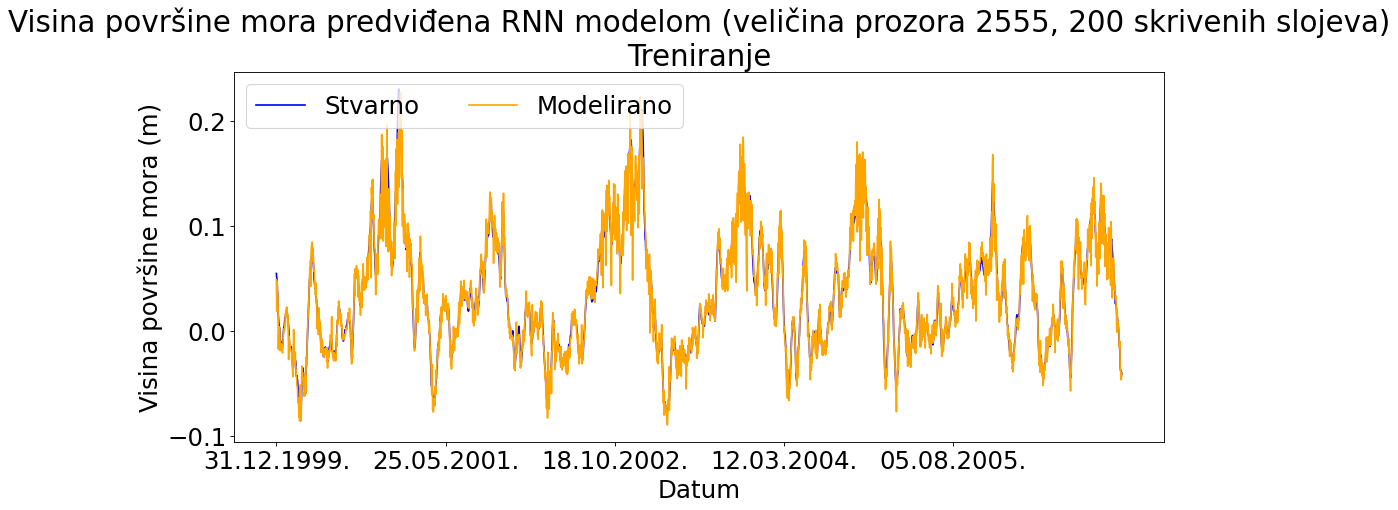 Visina površine mora predviđena RNN modelom (veličina prozora 2555, 200 skrivenih slojeva)
Treniranje
Stvarno Modelirano
Visina površine mora (m)
0.2
0.1
0.0
−0.1
31.12.1999. 25.05.2001. 18.10.2002. 12.03.2004. 05.08.2005.
Datum